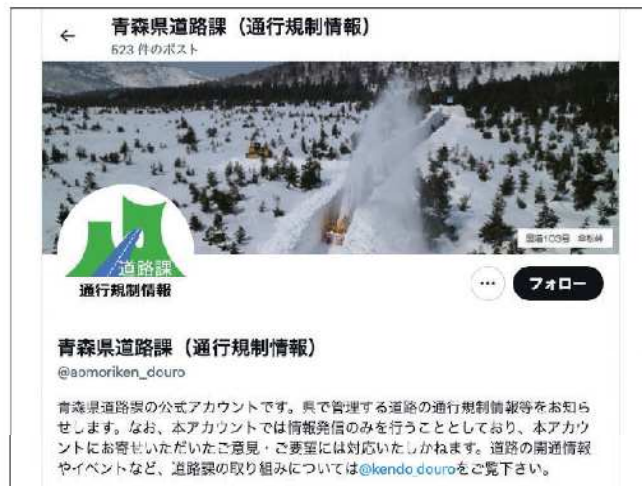 青森県道路課（通行規制情報）
623 件のポスト
国道103号 傘松峠
道路課
通行規制情報
フォロー
青森県道路課（通行規制情報）
@aomoriken_douro
青森県道路課の公式アカウントです。県で管理する道路の通行規制情報等をお知ら
せします。なお、本アカウントでは情報発信のみを行うこととしており、本アカウ
ントにお寄せいただいたご意見・ご要望には対応いたしかねます。道路の開通情報
やイベントなど、道路課の取り組みについては@kendo_douroをご覧下さい。